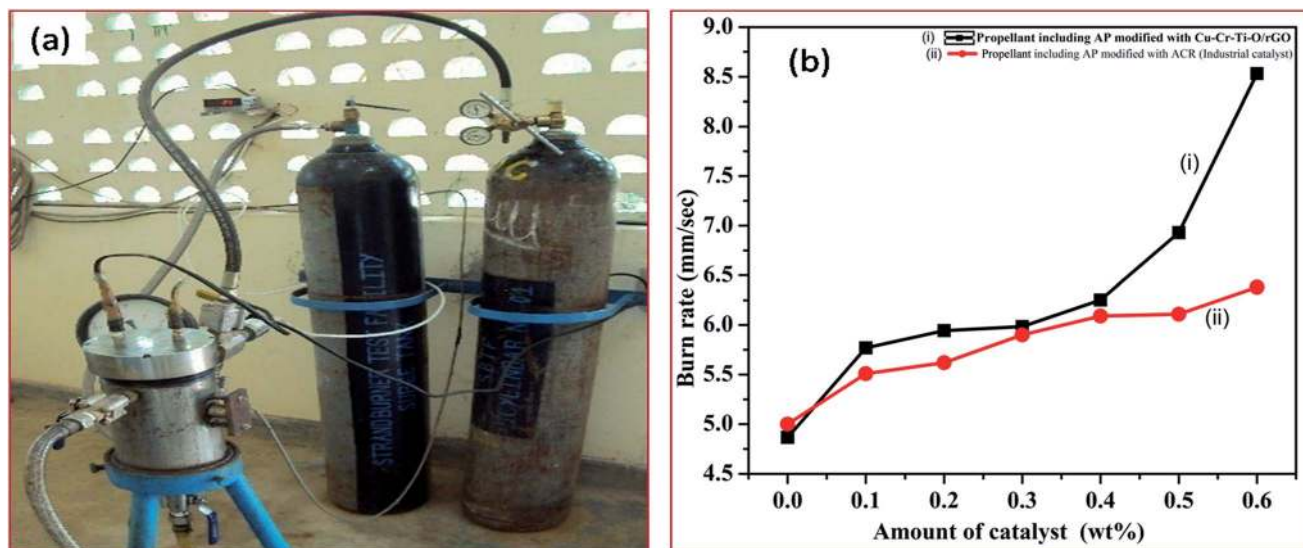 (a)
STRANDBURNER TEST FACILITY
(b)
(i) Propellant including AP modified with Cu-Cr-Ti-O/rGO
(ii) Propellant including AP modified with ACR (Industrial catalyst)
Burn rate (mm/sec)
8.0
8.5
8.0
7.5
7.0
6.5
6.0
5.5
5.0
4.5
(i)
(ii)
0.0 0.1 0.2 0.3 0.4 0.5 0.6
Amount of catalyst (wt%)